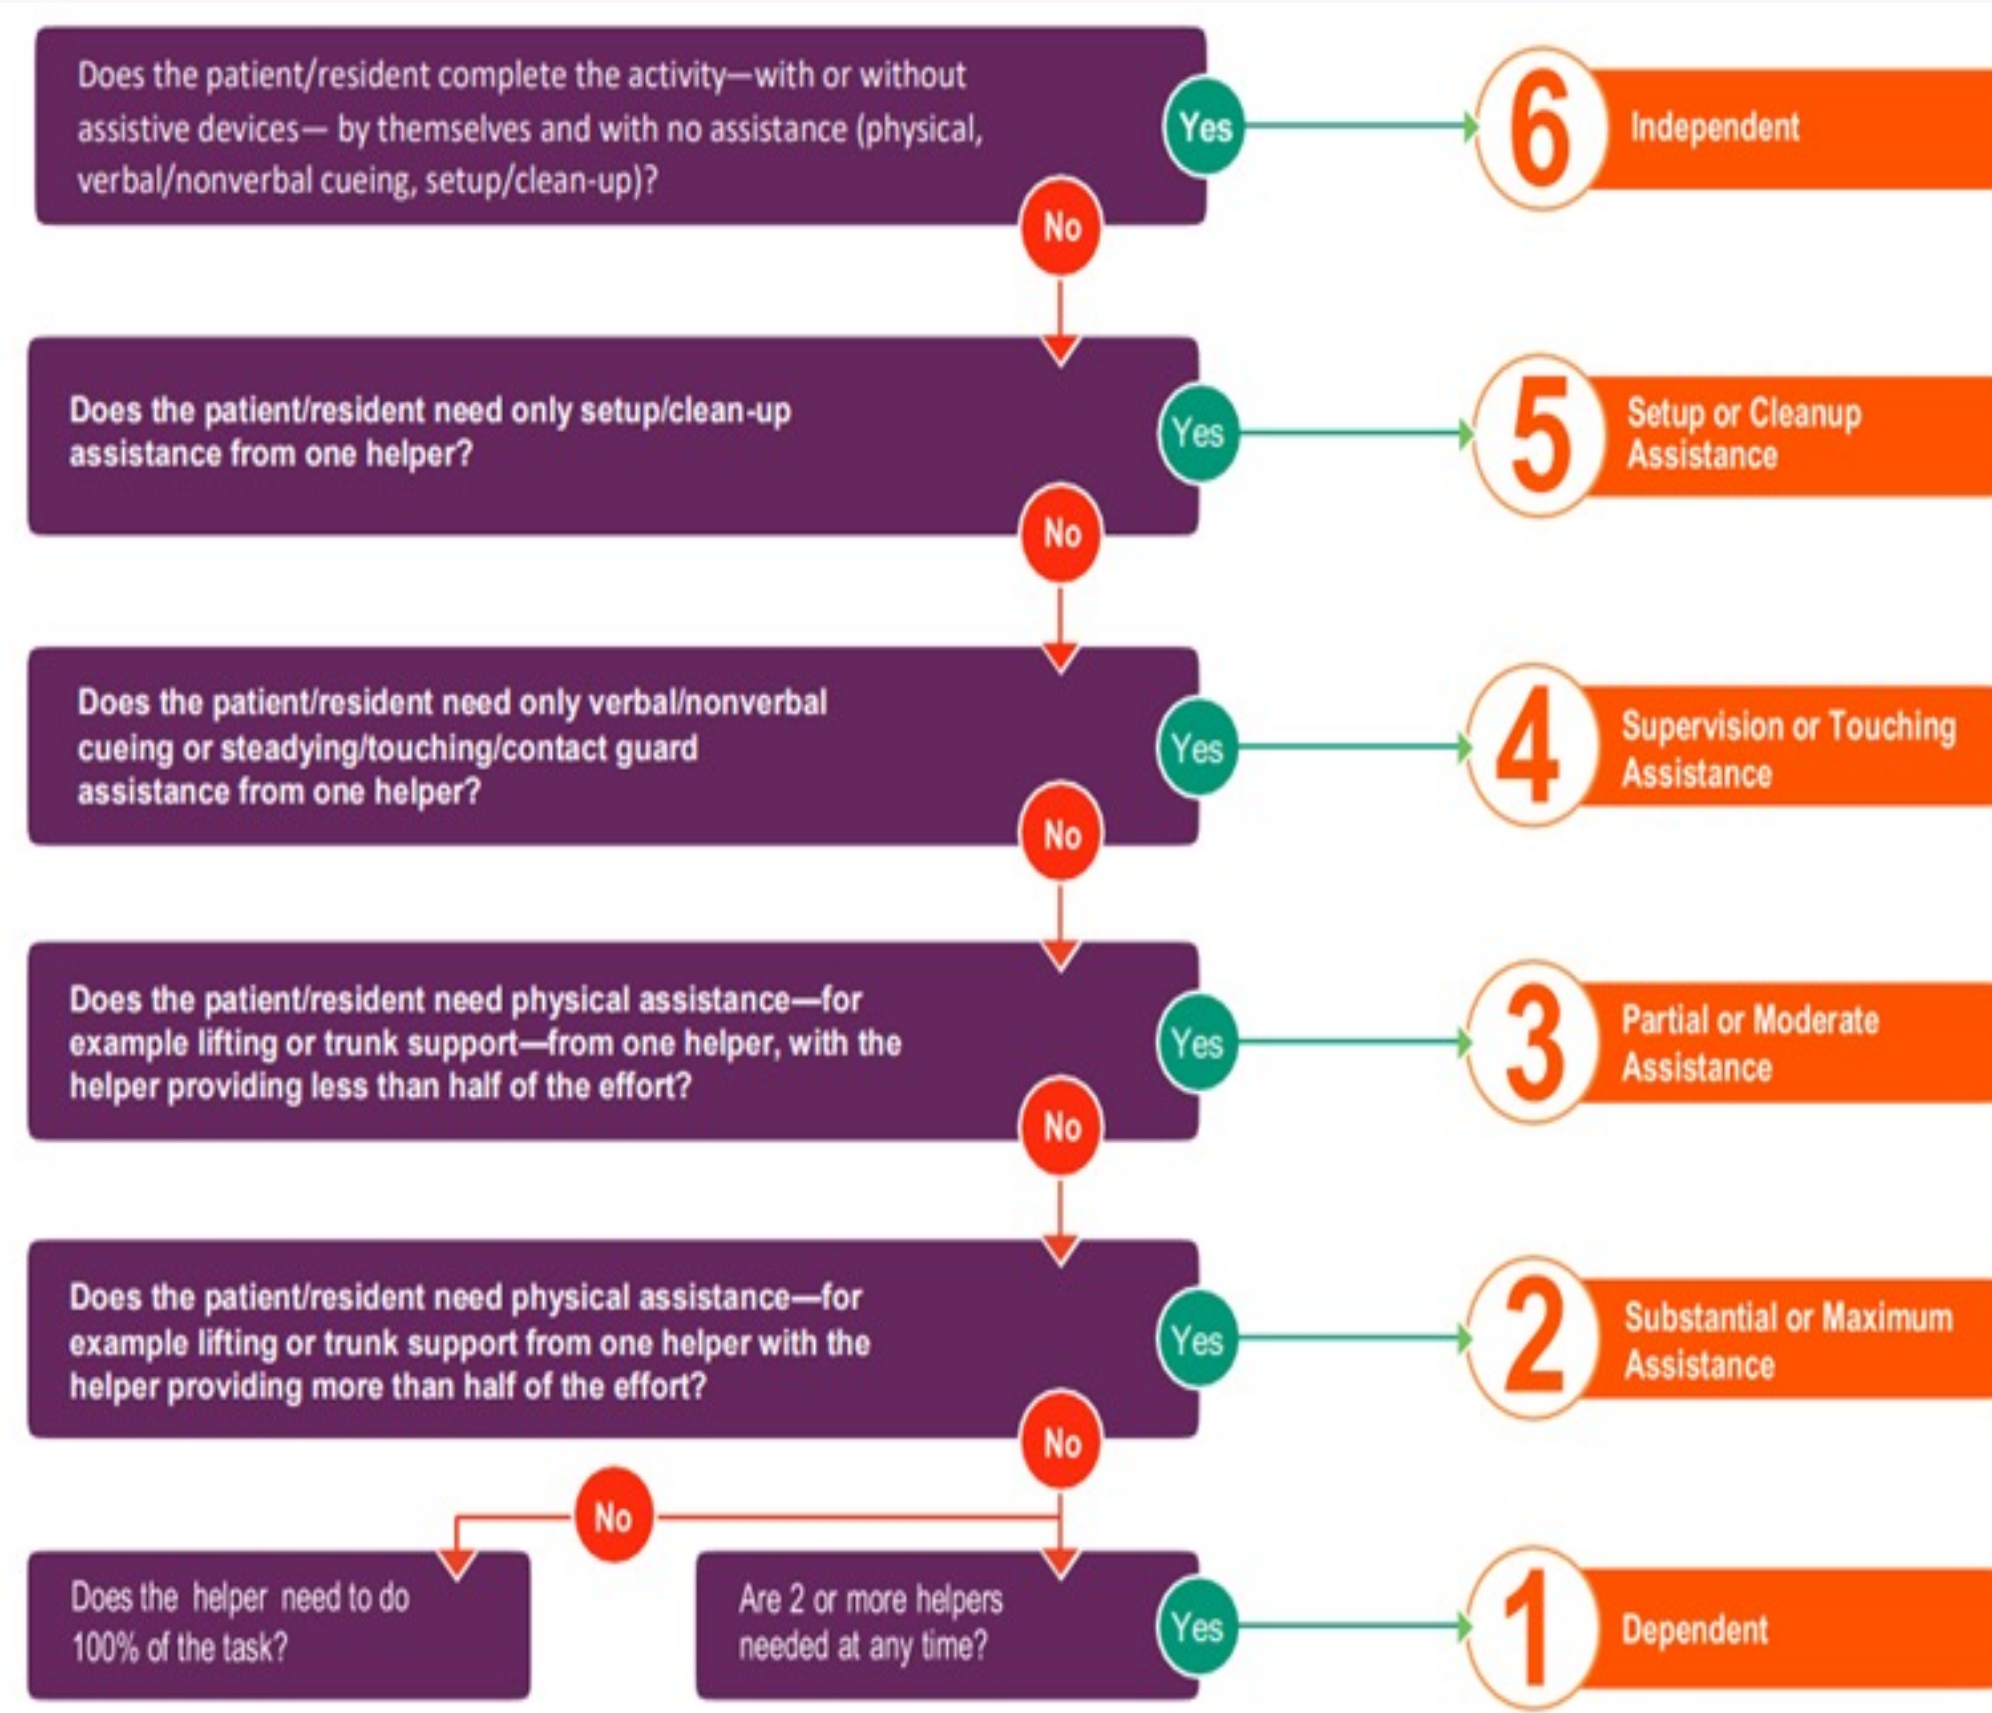 Does the patient/resident complete the activity—with or without
assistive devices— by themselves and with no assistance (physical,
verbal/nonverbal cueing, setup/clean-up)?
Yes
6
Independent
No
Does the patient/resident need only setup/clean-up
assistance from one helper?
Yes
5
Setup or Cleanup
Assistance
No
Does the patient/resident need only verbal/nonverbal
cueing or steadying/touching/contact guard
assistance from one helper?
Yes
4
Supervision or Touching
Assistance
No
Does the patient/resident need physical assistance—for
example lifting or trunk support—from one helper, with the
helper providing less than half of the effort?
Yes
3
Partial or Moderate
Assistance
No
Does the patient/resident need physical assistance—for
example lifting or trunk support from one helper with the
helper providing more than half of the effort?
Yes
2
Substantial or Maximum
Assistance
No
No
Does the helper need to do
100% of the task?
Are 2 or more helpers
needed at any time?
Yes
1
Dependent